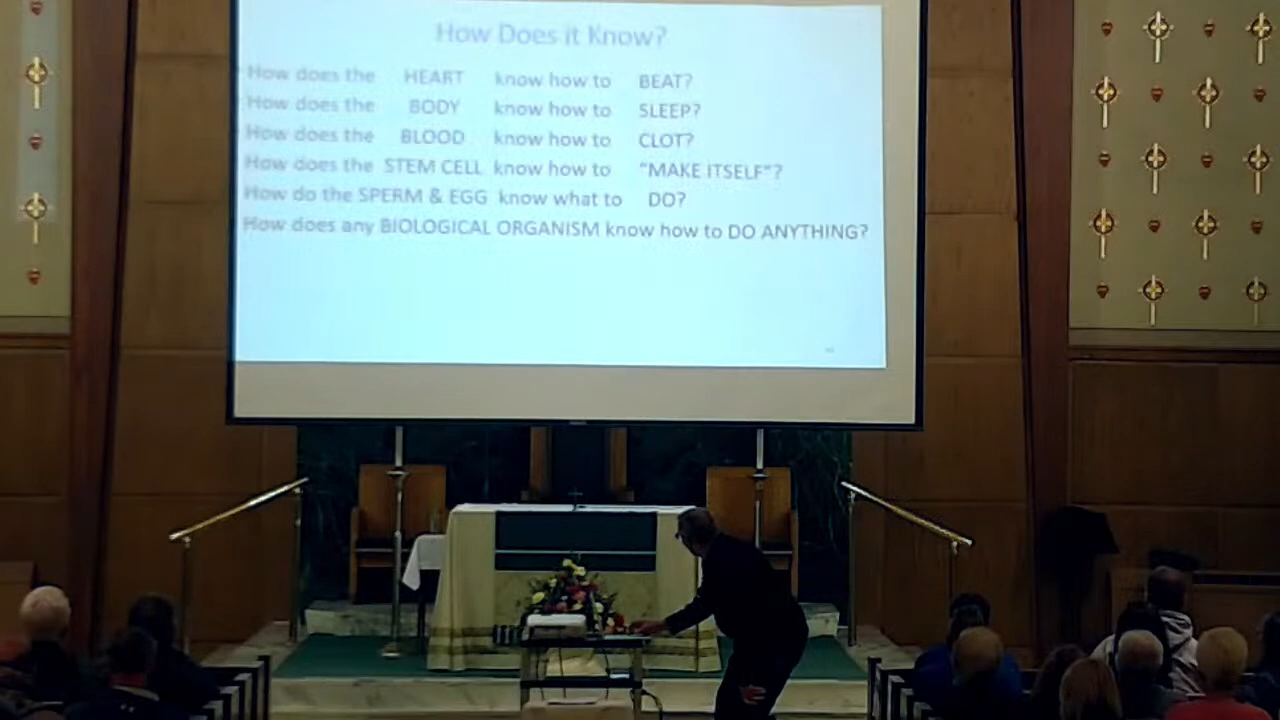 How Does it Know?
How does the HEART know how to BEAT?
How does the BODY know how to SLEEP?
How does the BLOOD know how to CLOT?
How does the STEM CELL know how to "MAKE ITSELF"?
How do the SPERM & EGG know what to DO?
How does any BIOLOGICAL ORGANISM know how to DO ANYTHING?